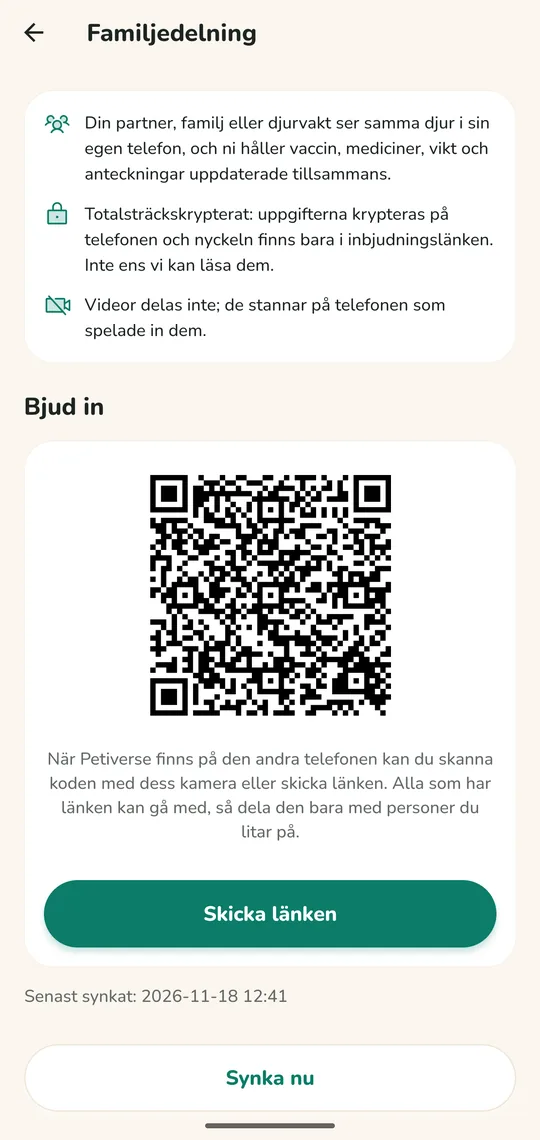 Familjedelning
Din partner, familj eller djurvakt ser samma djur i sin
egen telefon, och ni håller vaccin, mediciner, vikt och
anteckningar uppdaterade tillsammans.
Totalsträckskrypterat: uppgifterna krypteras på
telefonen och nyckeln finns bara i inbjudningslänken.
Inte ens vi kan läsa dem.
Videor delas inte; de stannar på telefonen som
spelade in dem.
Bjud in
När Petiverse finns på den andra telefonen kan du skanna
koden med dess kamera eller skicka länken. Alla som har
länken kan gå med, så dela den bara med personer du
litar på.
Skicka länken
Senast synkat: 2026-11-18 12:41
Synka nu